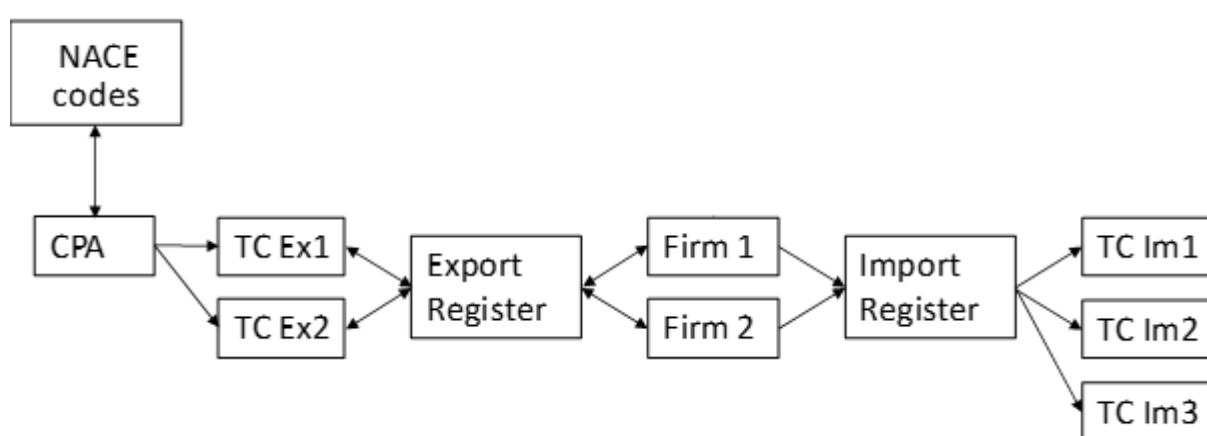 NACE
codes
CPA
TC Ex1
TC Ex2
Export
Register
Firm 1
Firm 2
Import
Register
TC Im1
TC Im2
TC Im3